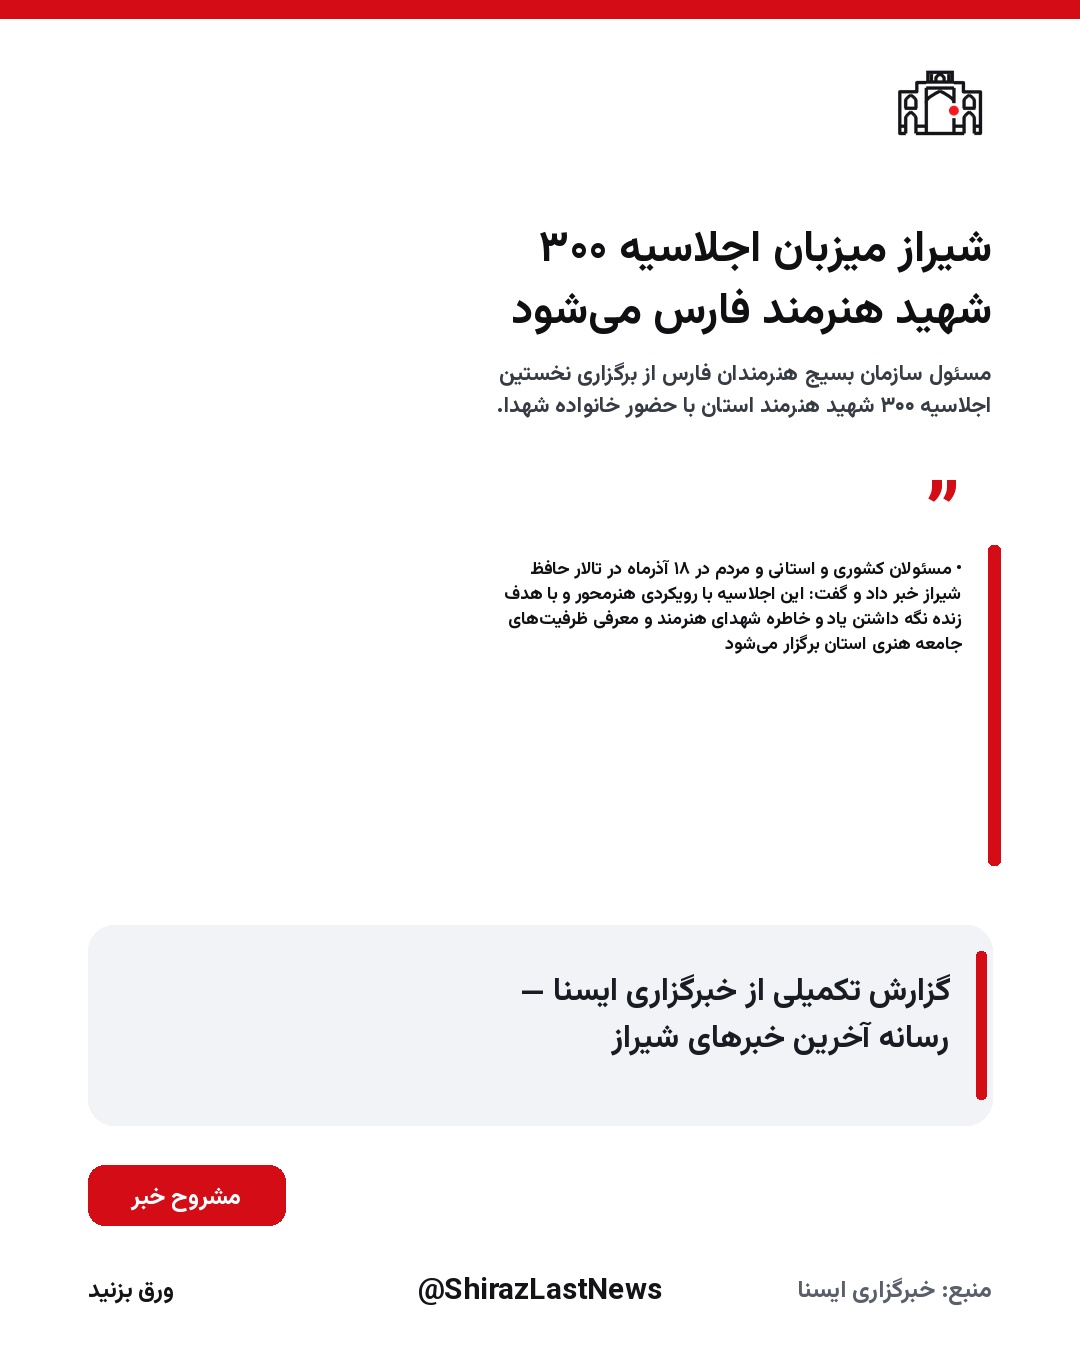 شیراز میزبان اجلاسیه ۳۰۰
شهید هنرمند فارس می‌شود
مسئول سازمان بسیج هنرمندان فارس از برگزاری نخستین
اجلاسیه ۳۰۰ شهید هنرمند استان با حضور خانواده شهدا.
”
• مسئولان کشوری و استانی و مردم در ۱۸ آذرماه در تالار حافظ
شیراز خبر داد و گفت: این اجلاسیه با رویکردی هنرمحور و با هدف
زنده نگه داشتن یاد و خاطره شهدای هنرمند و معرفی ظرفیت‌های
جامعه هنری استان برگزار می‌شود
گزارش تکمیلی از خبرگزاری ایسنا —
رسانه آخرین خبرهای شیراز
مشروح خبر
منبع: خبرگزاری ایسنا
@ShirazLastNews
ورق بزنید